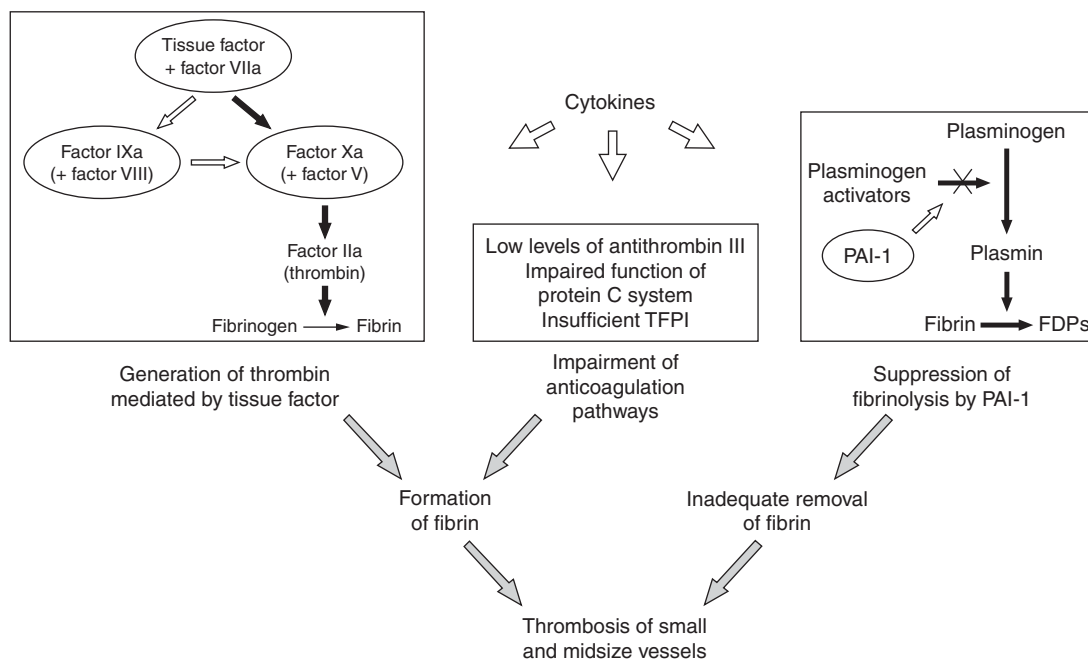 Tissue factor
+ factor VIIa
Factor IXa
(+ factor VIII)
Factor Xa
(+ factor V)
Factor IIa
(thrombin)
Fibrinogen
Fibrin
Generation of thrombin
mediated by tissue factor
Cytokines
Low levels of antithrombin III
Impaired function of
protein C system
Insufficient TFPI
Impairment of
anticoagulation
pathways
Plasminogen
Plasminogen
activators
PAI-1
Plasmin
Fibrin
FDPs
Suppression of
fibrinolysis by PAI-1
Formation
of fibrin
Inadequate removal
of fibrin
Thrombosis of small
and midsize vessels